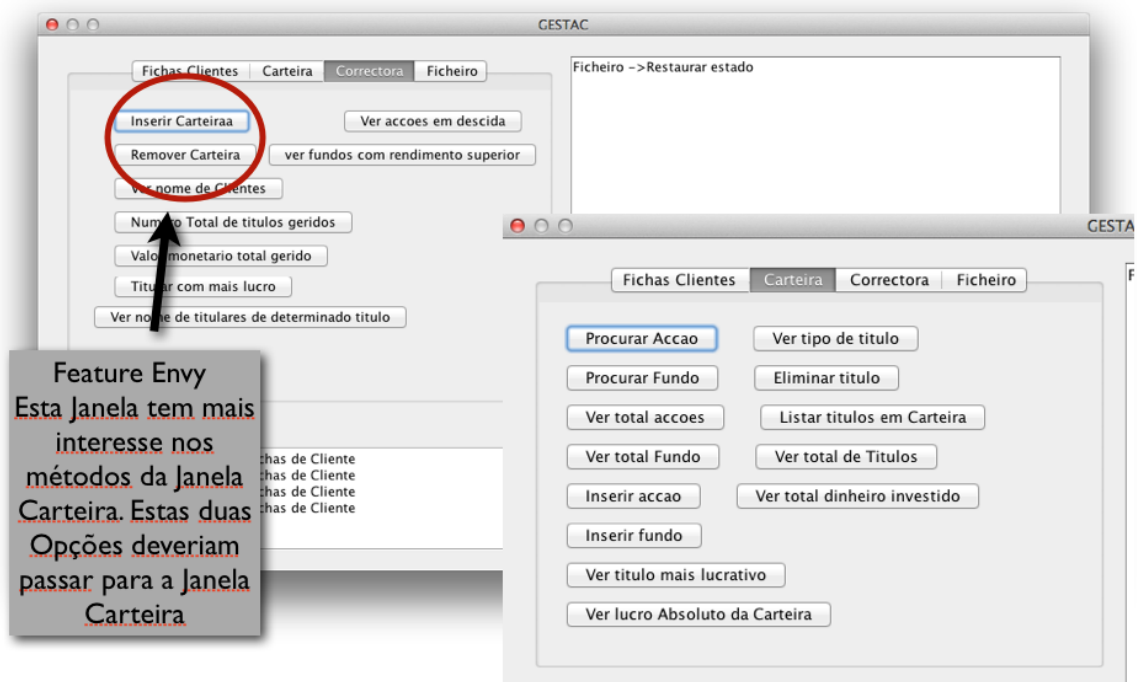 GESTAC
Fichas Clientes Carteira Correctora Ficheiro
Ficheiro ->Restaurar estado
Inserir Carteiraa Ver accoes em descida
Remover Carteira ver fundos com rendimento superior
Ver nome de Clientes
Numero Total de titulos geridos
Valor monetario total gerido
Titular com mais lucro
Ver nome de titulares de determinado titulo
Feature Envy
Esta Janela tem mais
interesse nos
métodos da Janela
Carteira. Estas duas
Opções deveriam
passar para a Janela
Carteira
chas de Cliente
chas de Cliente
chas de Cliente
chas de Cliente
GESTA
Fichas Clientes Carteira Correctora Ficheiro
F
Procurar Accao Ver tipo de titulo
Procurar Fundo Eliminar titulo
Ver total accoes Listar titulos em Carteira
Ver total Fundo Ver total de Titulos
Inserir accao Ver total dinheiro investido
Inserir fundo
Ver titulo mais lucrativo
Ver lucro Absoluto da Carteira